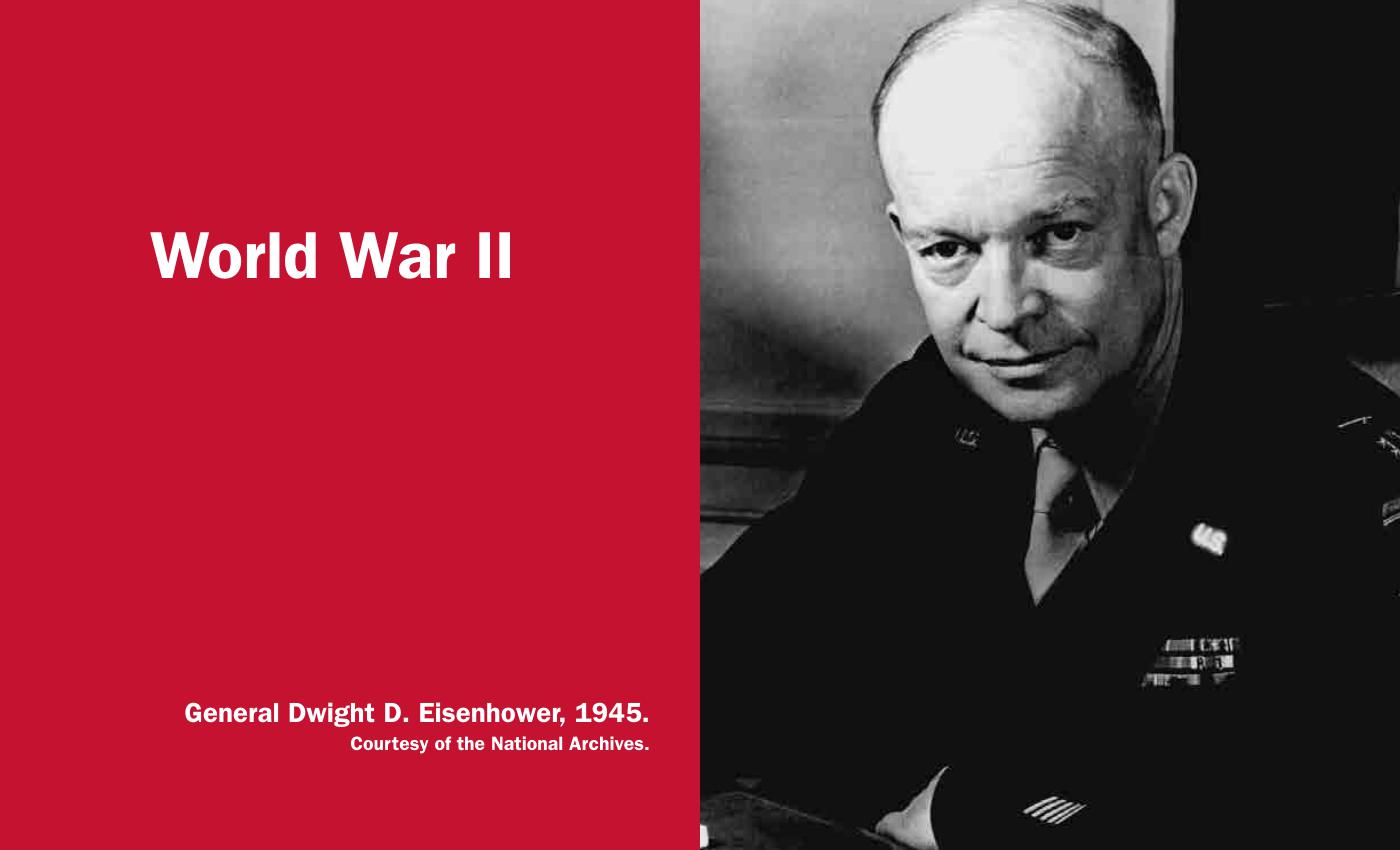 World War II
General Dwight D. Eisenhower, 1945.
Courtesy of the National Archives.
U.S.
U.S.